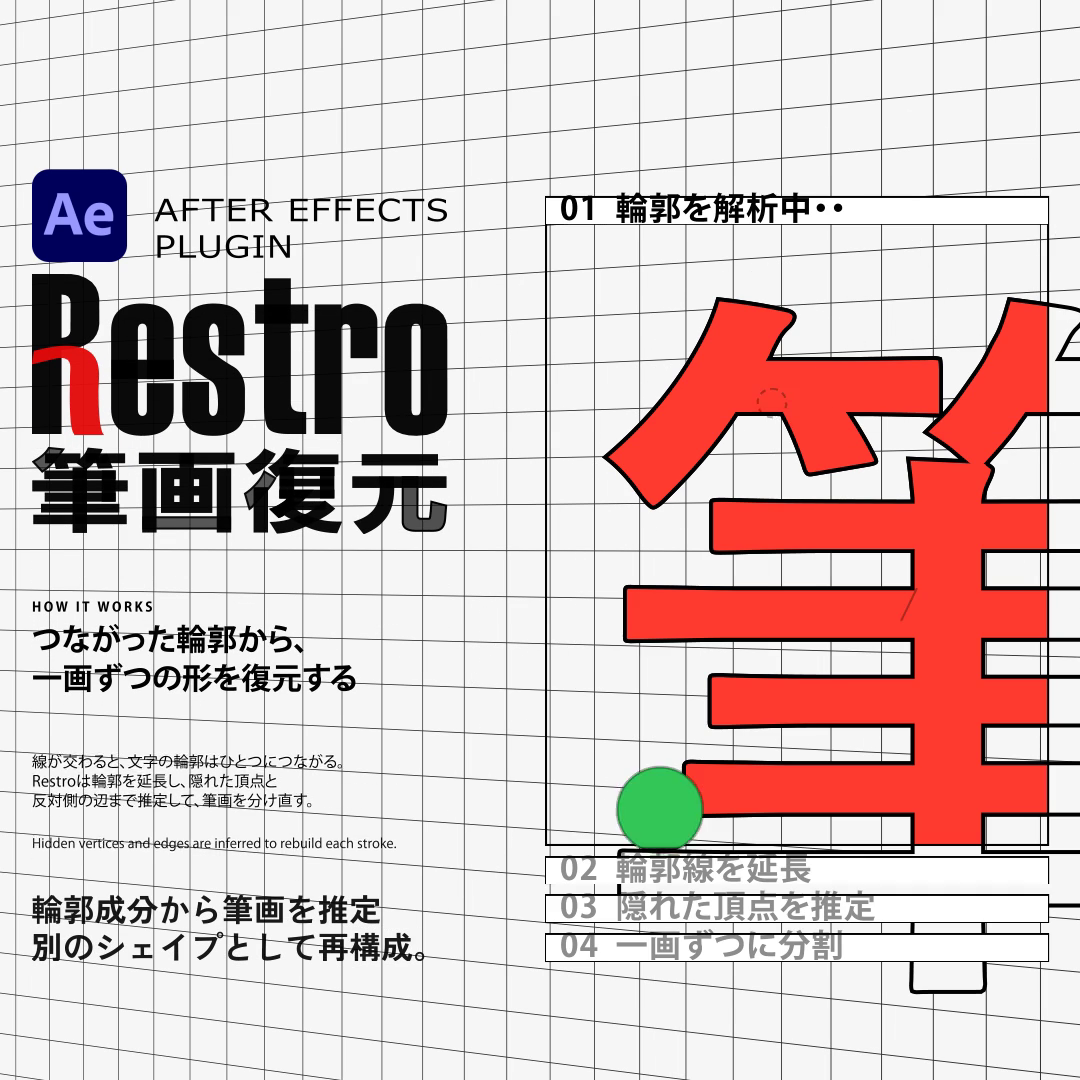 Ae
AFTER EFFECTS
PLUGIN
Restro
筆画復元
HOW IT WORKS
つながった輪郭から、
一画ずつの形を復元する
線が交わると、文字の輪郭はひとつにつながる。
Restroは輪郭を延長し、隠れた頂点と
反対側の辺まで推定して、筆画を分け直す。
Hidden vertices and edges are inferred to rebuild each stroke.
輪郭成分から筆画を推定
別のシェイプとして再構成。
01 輪郭を解析中••
筆
02 輪郭線を延長
03 隠れた頂点を推定
04 一画ずつに分割